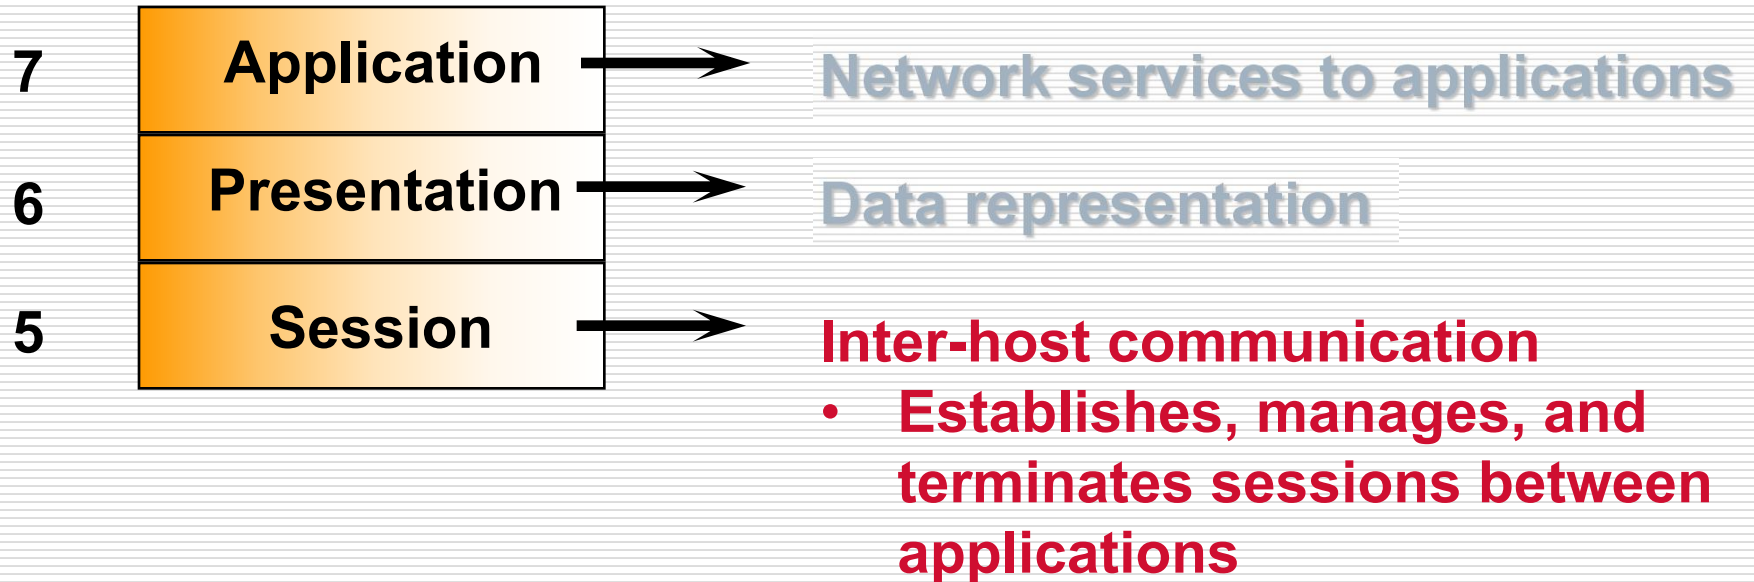 7 Application Network services to applications
6 Presentation Data representation
5 Session Inter-host communication
• Establishes, manages, and
terminates sessions between
applications